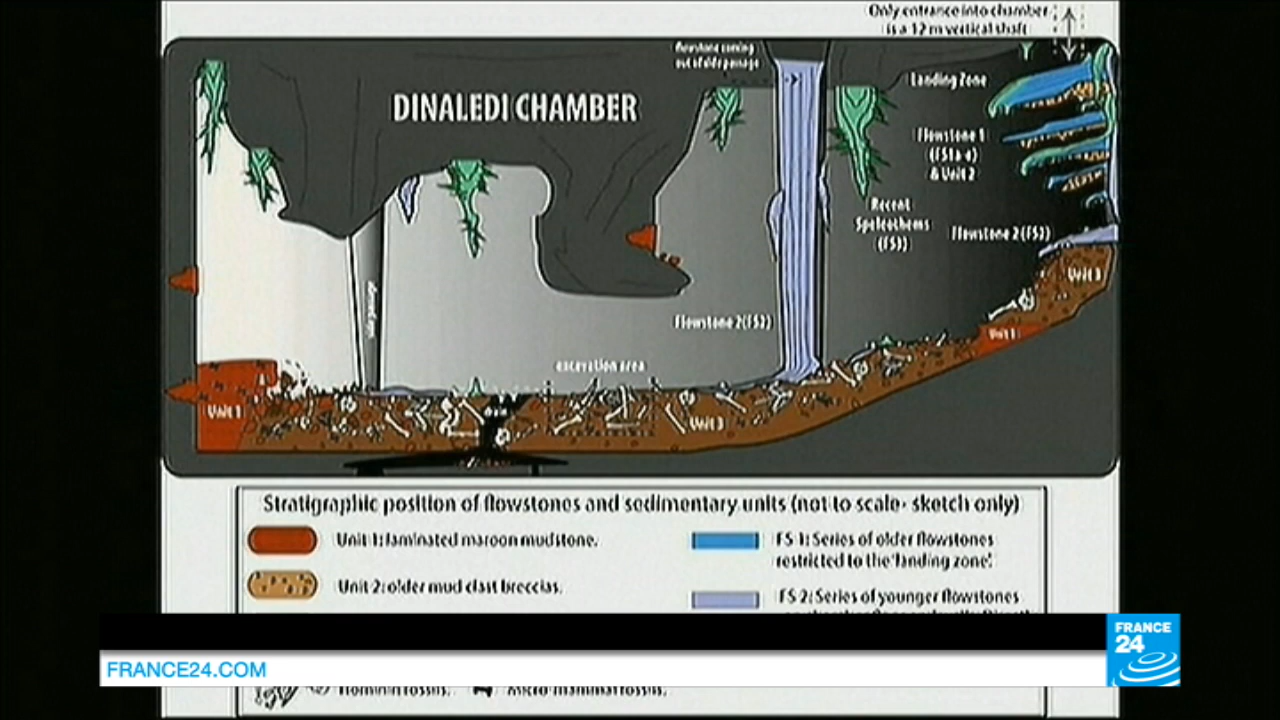 Only entrance into chamber
is a 12 m vertical shaft
flowstone coming
out of side passage
Landing Zone
DINALEDI CHAMBER
Flowstone 1
(FS1a-e)
& Unit 2
Recent
Speleothems
(FS3)
Flowstone 2 (FS2)
Unit 3
Flowstone 2 (FS2)
Unit 1
excavation area
Unit 1
Unit 3
Stratigraphic position of flowstones and sedimentary units (not to scale- sketch only)
Unit 1: laminated maroon mudstone.
Unit 2: older mud clast breccias.
FS 1: Series of older flowstones
restricted to the 'landing zone'.
FS 2: Series of younger flowstones
FRANCE
24
FRANCE24.COM
hominin fossils.
micro-mammal fossils.